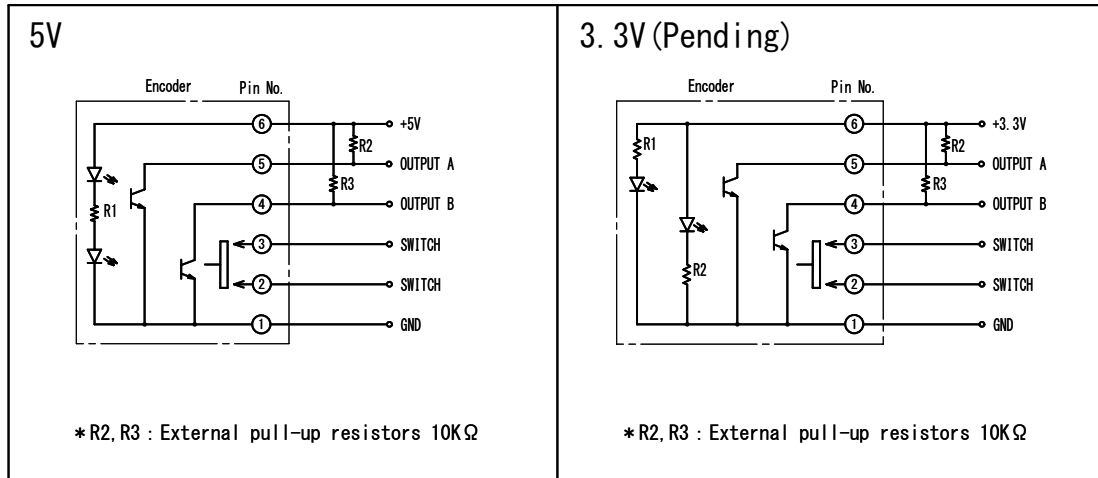 5V
Encoder Pin No.
6 +5V
R2
5 OUTPUT A
R3
4 OUTPUT B
R1
3 SWITCH
2 SWITCH
1 GND
*R2, R3 : External pull-up resistors 10KΩ
3.3V(Pending)
Encoder Pin No.
6 +3.3V
R1 R2
5 OUTPUT A
R3
4 OUTPUT B
3 SWITCH
R2
2 SWITCH
1 GND
*R2, R3 : External pull-up resistors 10KΩ